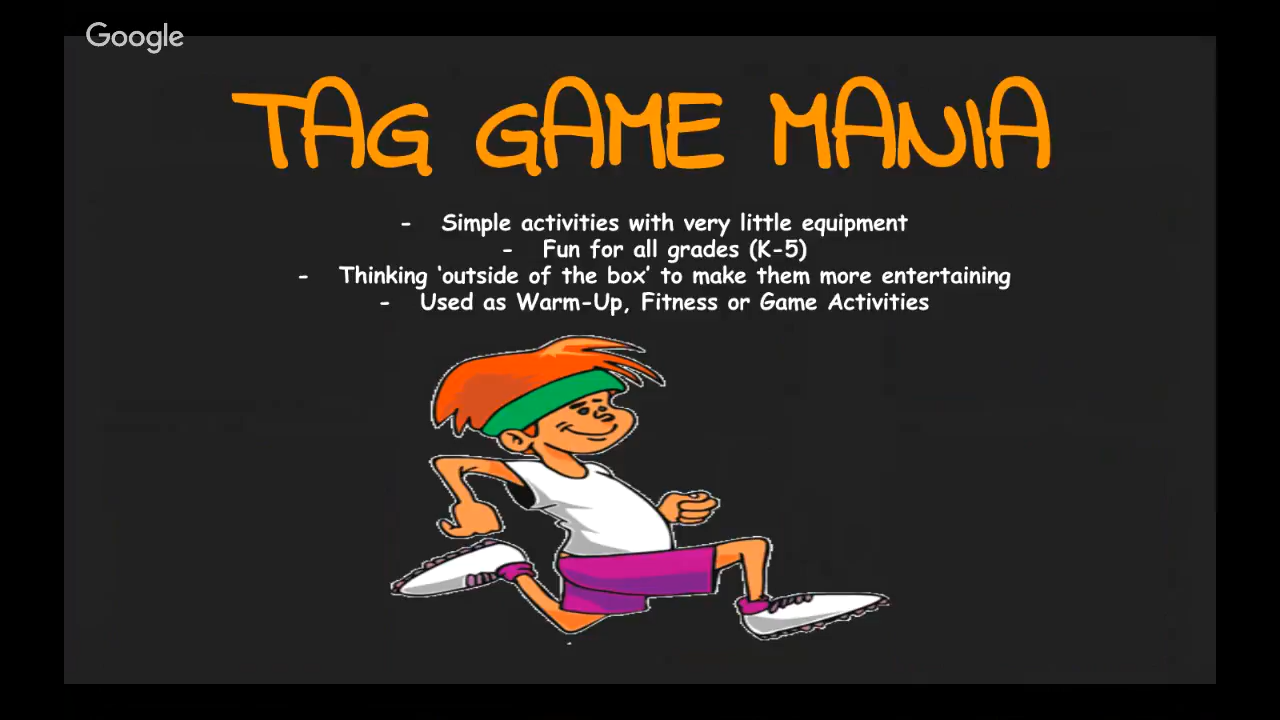 Google
TAG GAME MANIA
- Simple activities with very little equipment
- Fun for all grades (K-5)
- Thinking ‘outside of the box’ to make them more entertaining
- Used as Warm-Up, Fitness or Game Activities